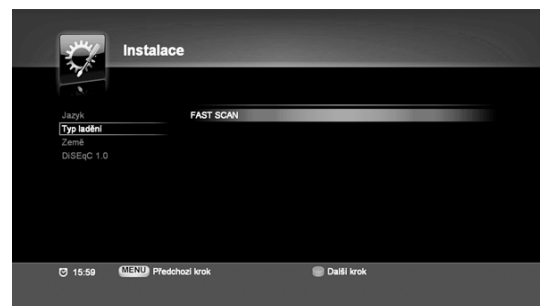 Instalace
Jazyk
FAST SCAN
Typ ladění
Země
DiSEqC 1.0
15:59
MENU Předchozí krok
Další krok